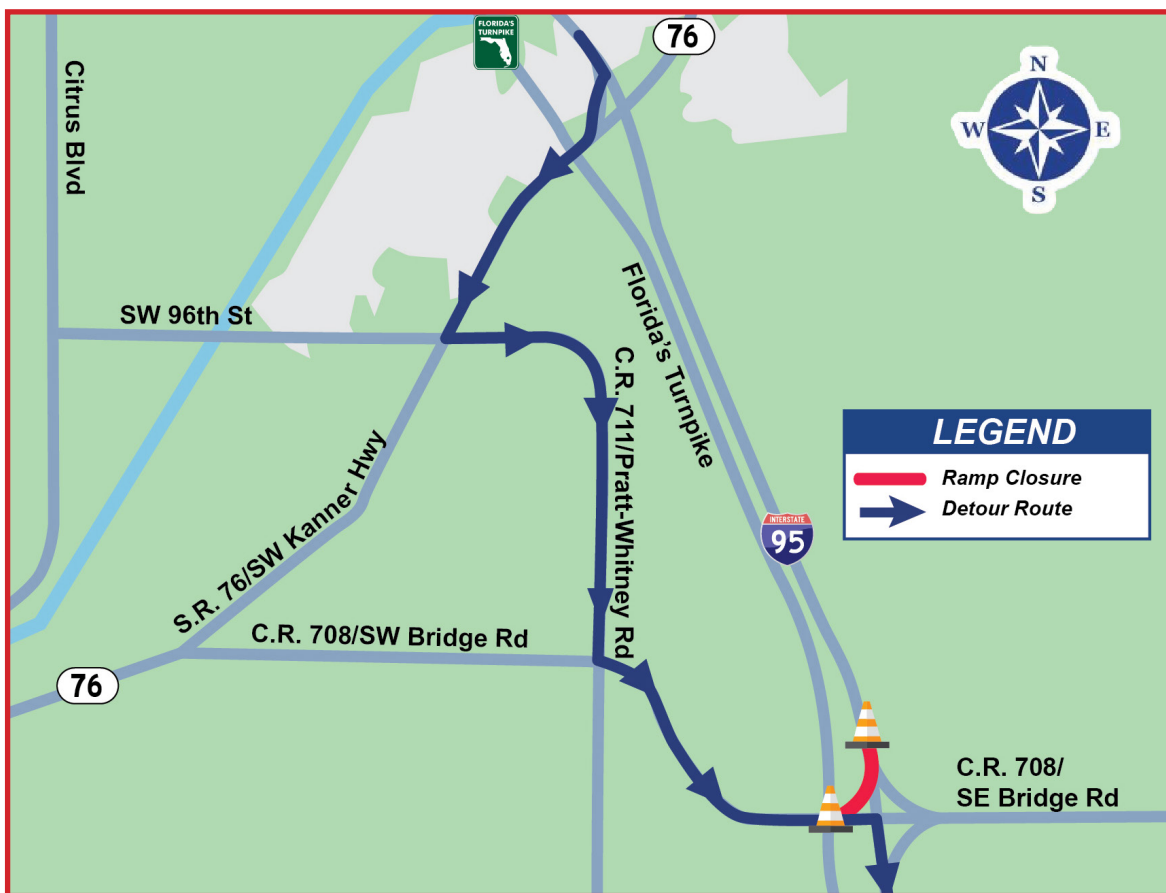 FLORIDA'S
TURNPIKE
76
N
W
E
S
Citrus Blvd
SW 96th St
Florida's Turnpike
C.R. 711/Pratt-Whitney Rd
LEGEND
Ramp Closure
Detour Route
INTERSTATE
95
S.R. 76/SW Kanner Hwy
C.R. 708/SW Bridge Rd
76
C.R. 708/
SE Bridge Rd